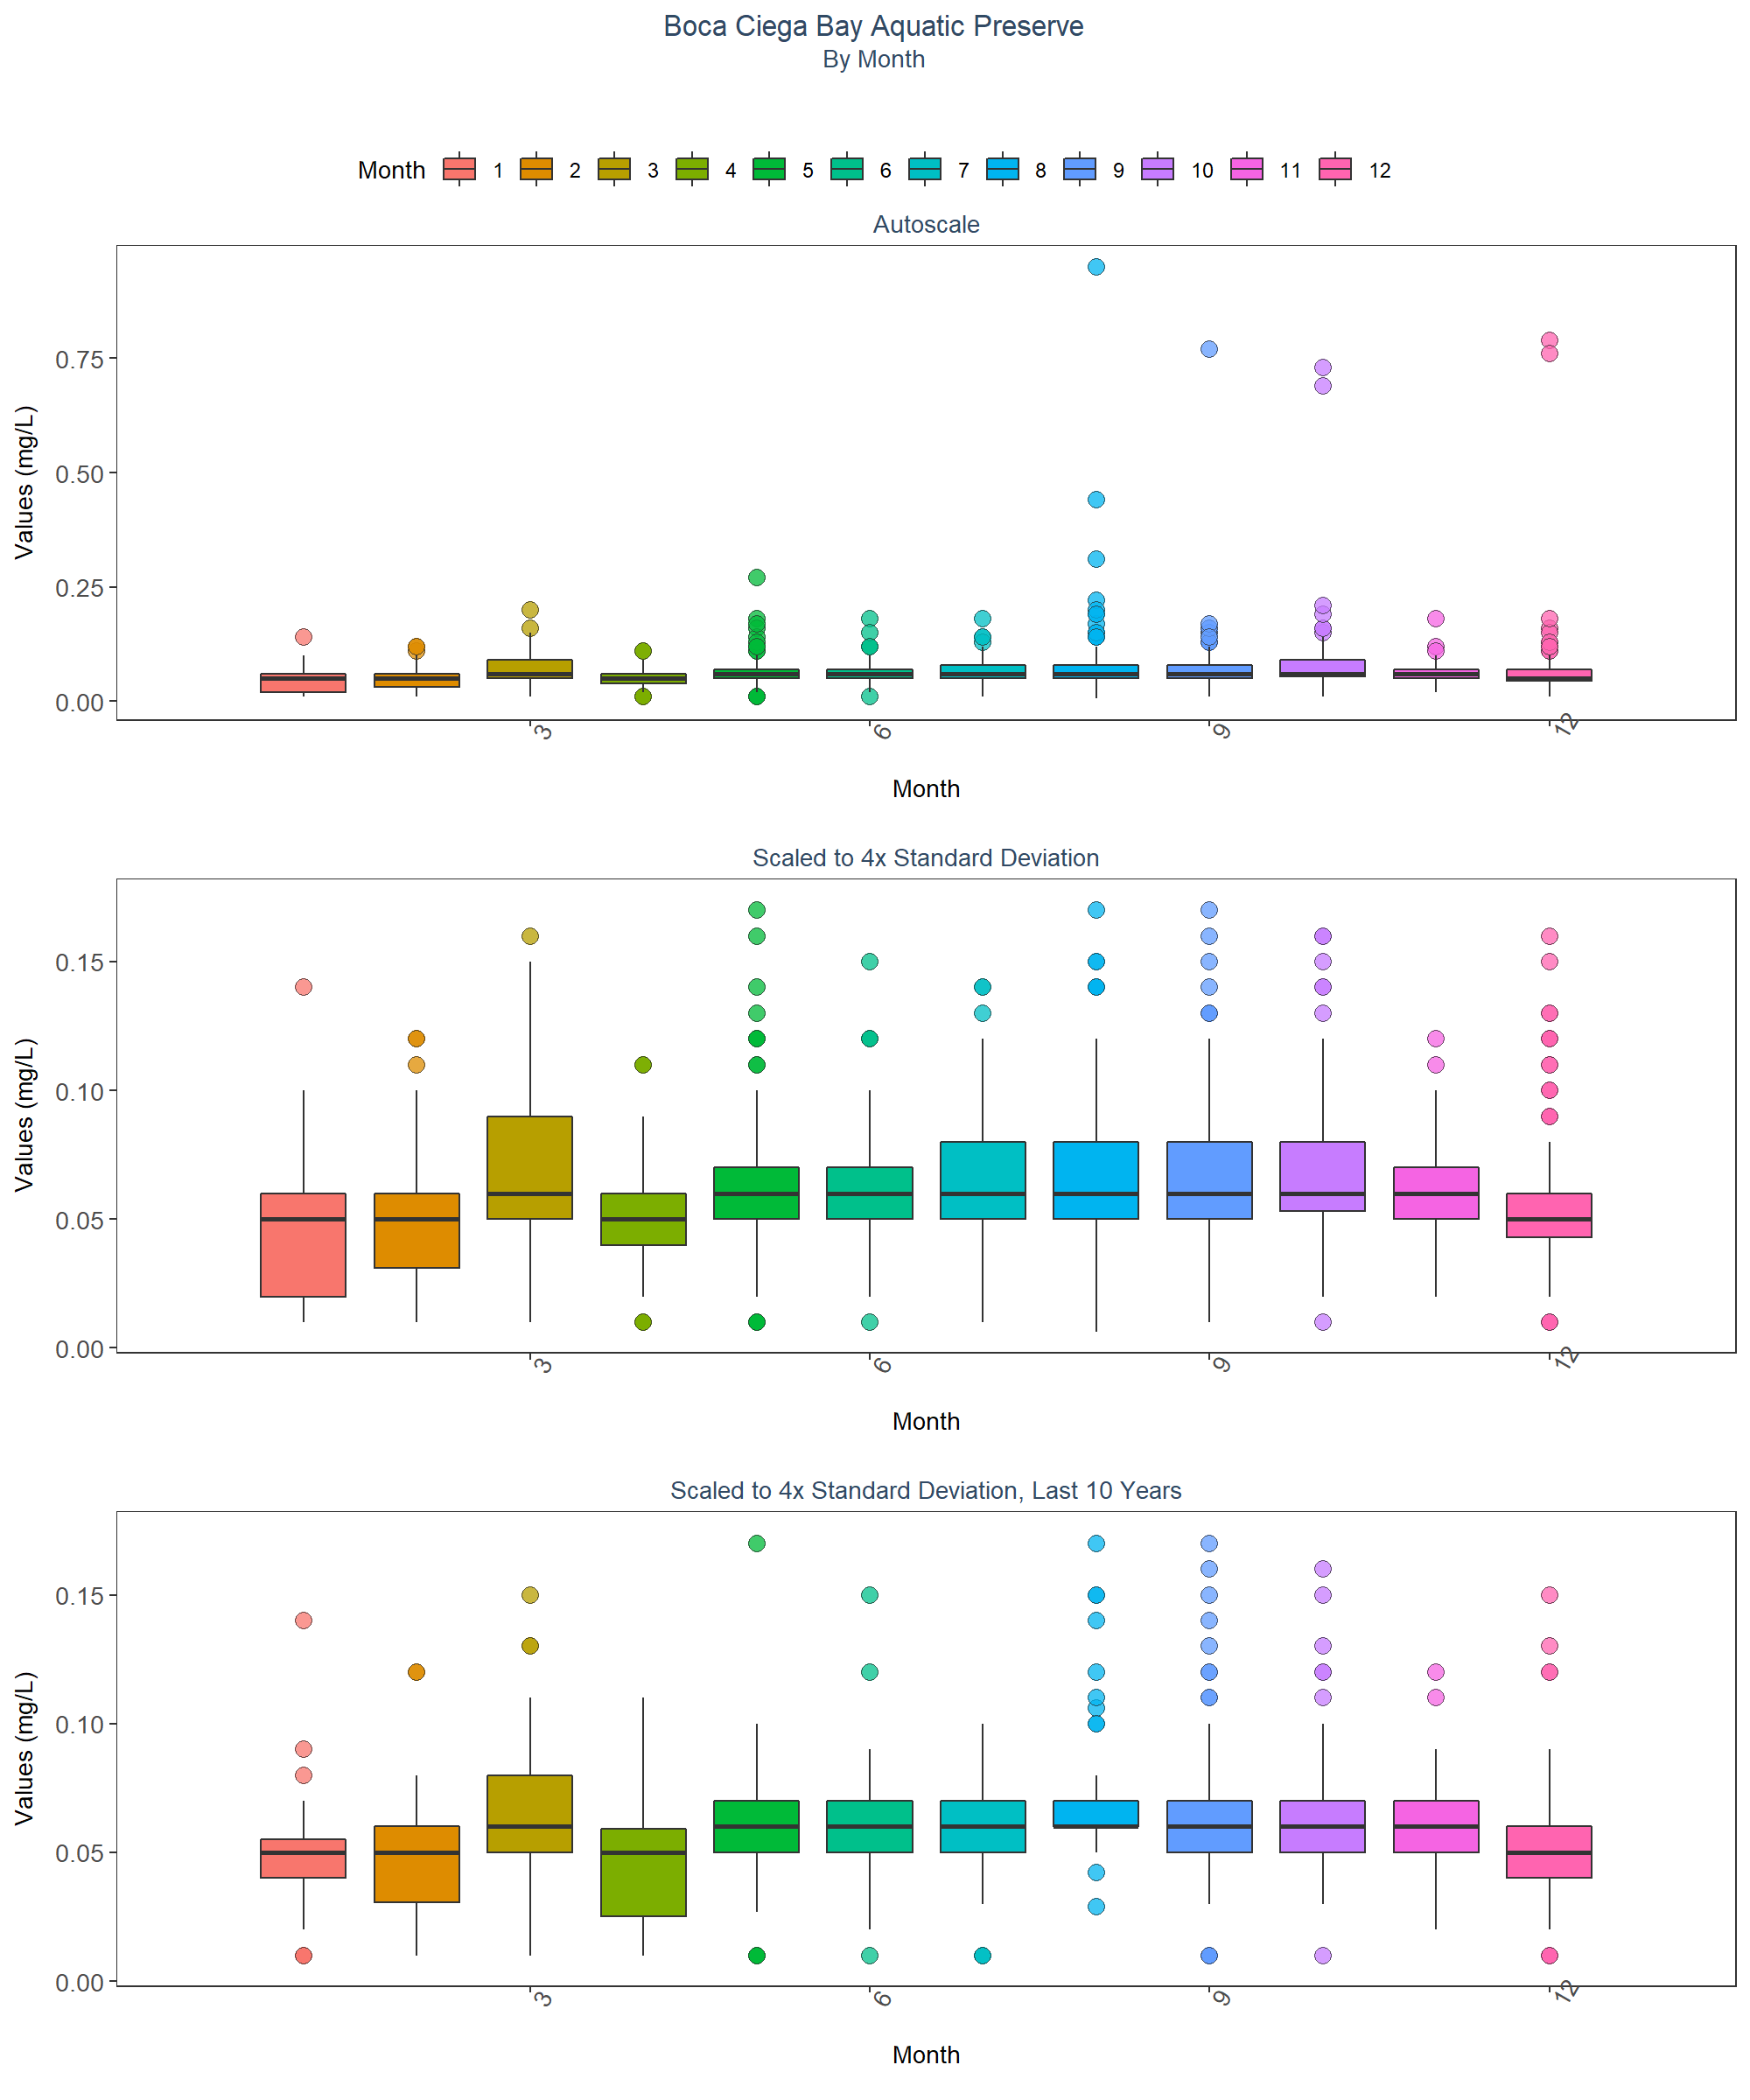 Boca Ciega Bay Aquatic Preserve
By Month
Month 1 2 3 4 5 6 7 8 9 10 11 12
Autoscale
Values (mg/L)
0.75
0.50
0.25
0.00
3 6 9 12
Month
Scaled to 4x Standard Deviation
Values (mg/L)
0.15
0.10
0.05
0.00
3 6 9 12
Month
Scaled to 4x Standard Deviation, Last 10 Years
Values (mg/L)
0.15
0.10
0.05
0.00
3 6 9 12
Month